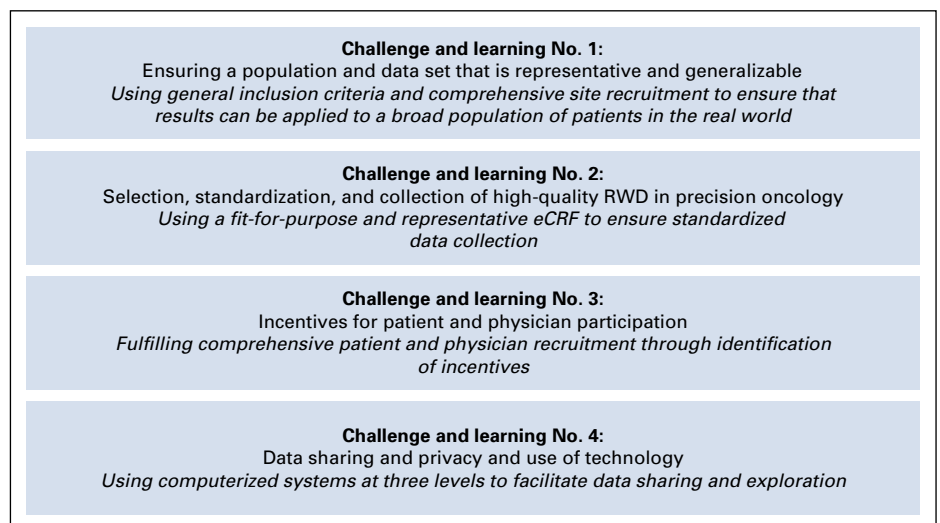 Challenge and learning No. 1:
Ensuring a population and data set that is representative and generalizable
Using general inclusion criteria and comprehensive site recruitment to ensure that
results can be applied to a broad population of patients in the real world
Challenge and learning No. 2:
Selection, standardization, and collection of high-quality RWD in precision oncology
Using a fit-for-purpose and representative eCRF to ensure standardized
data collection
Challenge and learning No. 3:
Incentives for patient and physician participation
Fulfilling comprehensive patient and physician recruitment through identification
of incentives
Challenge and learning No. 4:
Data sharing and privacy and use of technology
Using computerized systems at three levels to facilitate data sharing and exploration